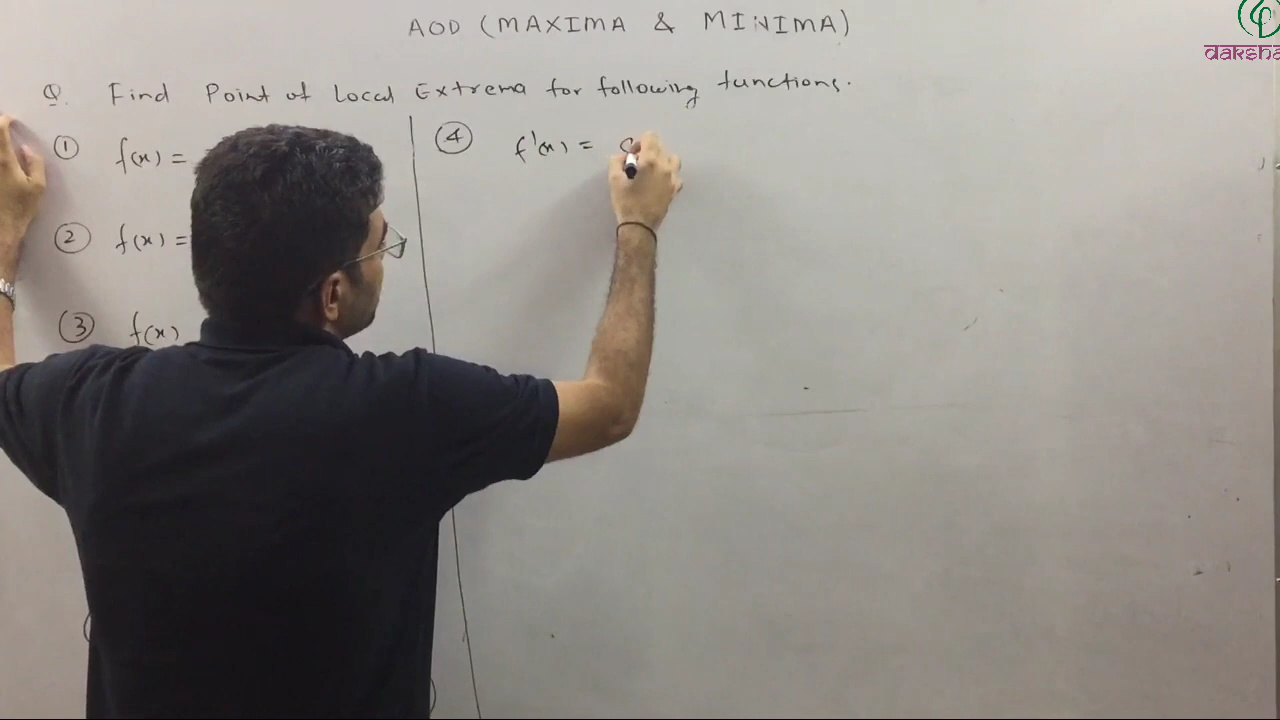 AOD (MAXIMA & MINIMA)
daksha
Q. Find Point of Local Extrema for following functions.
① f(x) =
② f(x) =
③ f(x)
④ f'(x) =